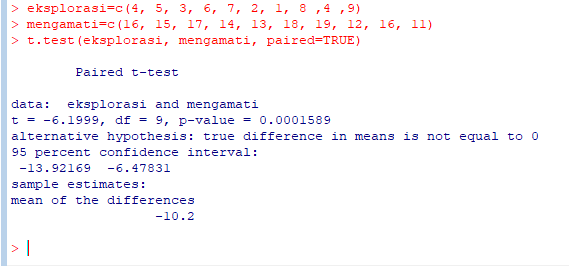 > eksplorasi=c(4, 5, 3, 6, 7, 2, 1, 8 ,4 ,9)
> mengamati=c(16, 15, 17, 14, 13, 18, 19, 12, 16, 11)
> t.test(eksplorasi, mengamati, paired=TRUE)
Paired t-test
data:  eksplorasi and mengamati
t = -6.1999, df = 9, p-value = 0.0001589
alternative hypothesis: true difference in means is not equal to 0
95 percent confidence interval:
-13.92169  -6.47831
sample estimates:
mean of the differences
-10.2
>